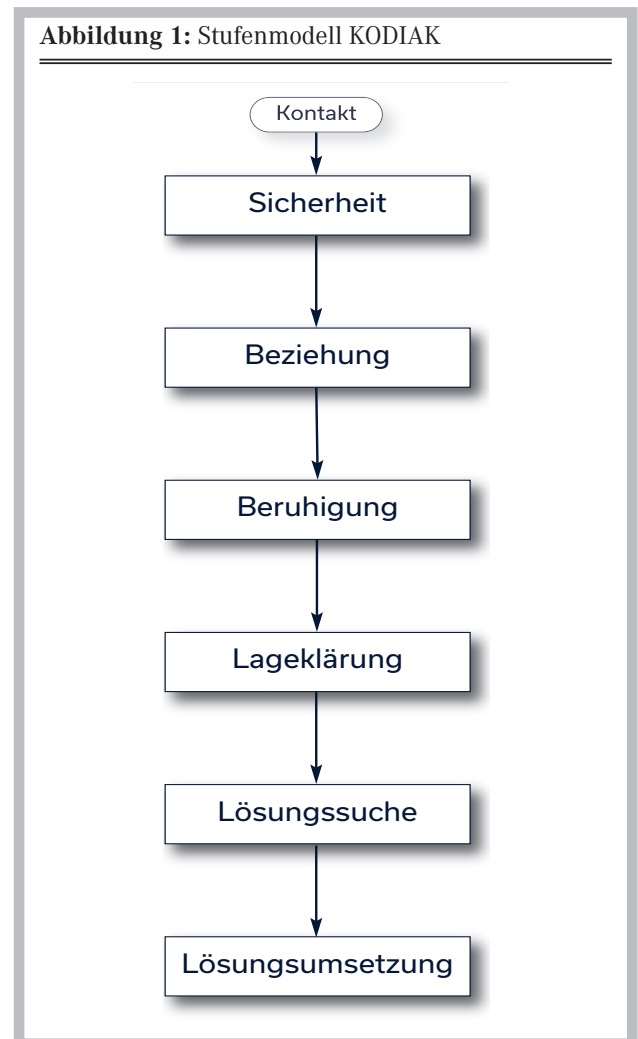 Abbildung 1: Stufenmodell KODIAK
Kontakt
Sicherheit
Beziehung
Beruhigung
Lageklärung
Lösungssuche
Lösungsumsetzung